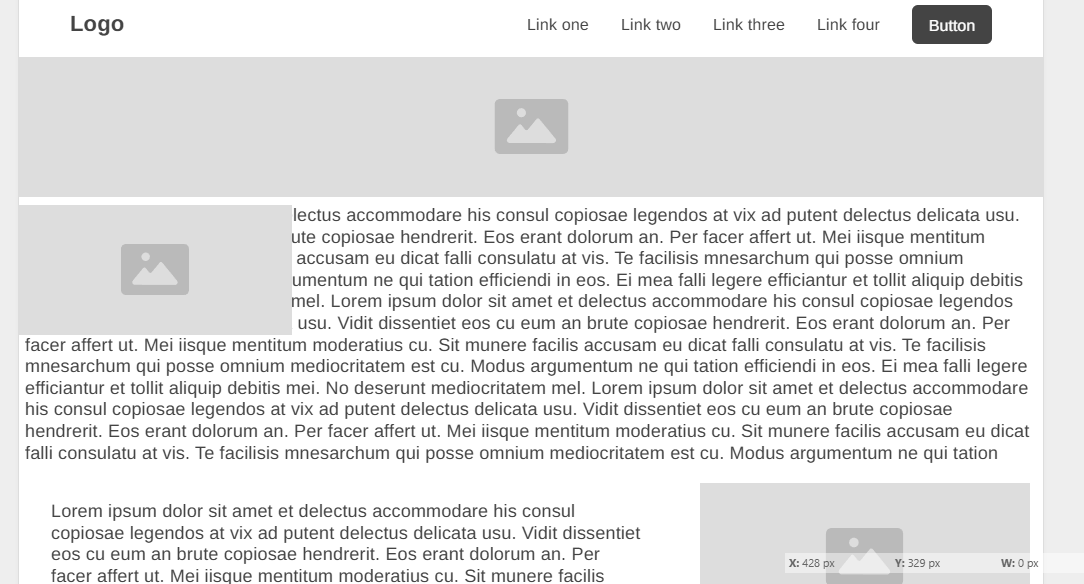 Logo
Link one
Link two
Link three
Link four
Button
lectus accommodare his consul copiosae legendos at vix ad putent delectus delicata usu.
ute copiosae hendrerit. Eos erant dolorum an. Per facer affert ut. Mei iisque mentitum
accusam eu dicat falli consulatu at vis. Te facilisis mnesarchum qui posse omnium
umentum ne qui tation efficiendi in eos. Ei mea falli legere efficiantur et tollit aliquip debitis
mel. Lorem ipsum dolor sit amet et delectus accommodare his consul copiosae legendos
usu. Vidit dissentiet eos cu eum an brute copiosae hendrerit. Eos erant dolorum an. Per
facer affert ut. Mei iisque mentitum moderatius cu. Sit munere facilis accusam eu dicat falli consulatu at vis. Te facilisis
mnesarchum qui posse omnium mediocritatem est cu. Modus argumentum ne qui tation efficiendi in eos. Ei mea falli legere
efficiantur et tollit aliquip debitis mei. No deserunt mediocritatem mel. Lorem ipsum dolor sit amet et delectus accommodare
his consul copiosae legendos at vix ad putent delectus delicata usu. Vidit dissentiet eos cu eum an brute copiosae
hendrerit. Eos erant dolorum an. Per facer affert ut. Mei iisque mentitum moderatius cu. Sit munere facilis accusam eu dicat
falli consulatu at vis. Te facilisis mnesarchum qui posse omnium mediocritatem est cu. Modus argumentum ne qui tation
Lorem ipsum dolor sit amet et delectus accommodare his consul
copiosae legendos at vix ad putent delectus delicata usu. Vidit dissentiet
eos cu eum an brute copiosae hendrerit. Eos erant dolorum an. Per
facer affert ut. Mei iisque mentitum moderatius cu. Sit munere facilis
X: 428 px Y: 329 px W: 0 px